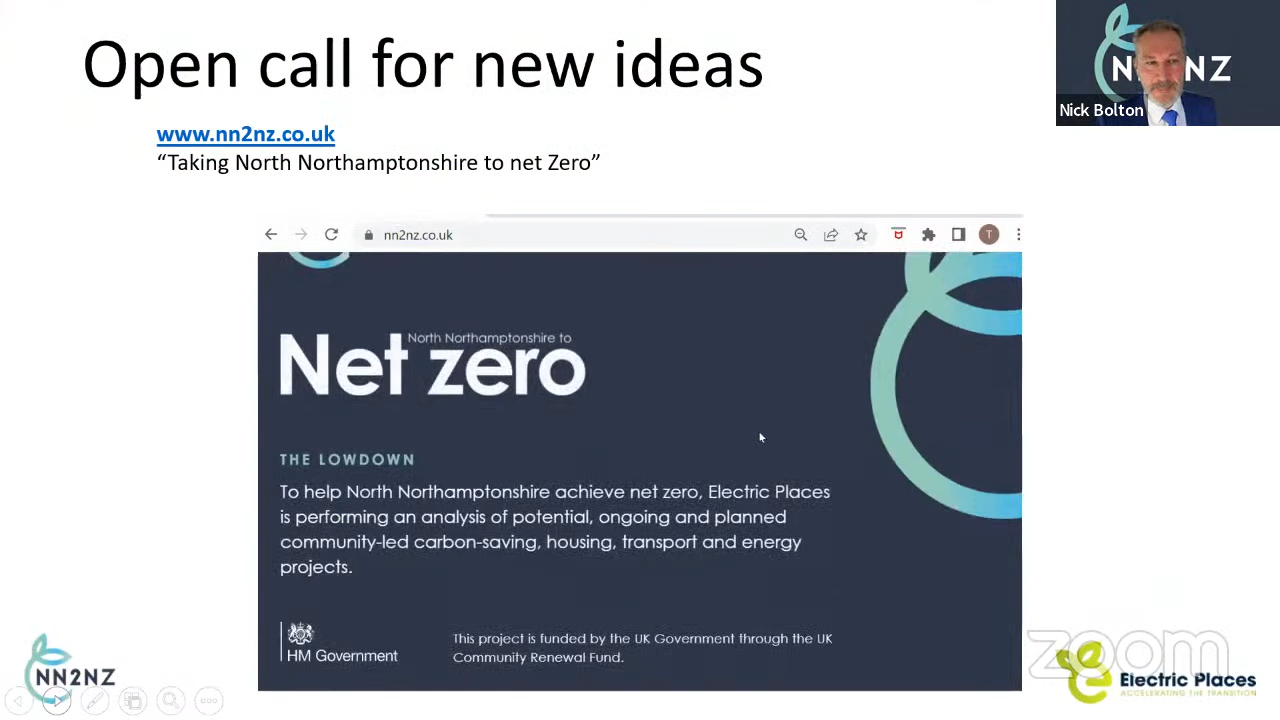 Open call for new ideas
www.nn2nz.co.uk
“Taking North Northamptonshire to net Zero”
NN2NZ
Nick Bolton
nn2nz.co.uk
T
North Northamptonshire to
Net zero
THE LOWDOWN
To help North Northamptonshire achieve net zero, Electric Places
is performing an analysis of potential, ongoing and planned
community-led carbon-saving, housing, transport and energy
projects.
HM Government
This project is funded by the UK Government through the UK
Community Renewal Fund.
NN2NZ
zoom
Electric Places
ACCELERATING THE TRANSITION